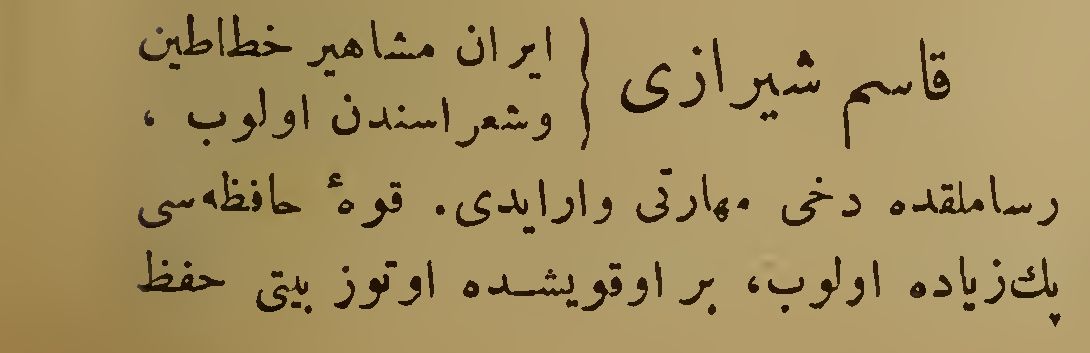 قاسم شیرازی { ایران مشاهیر خطاطین
وشعراسندن اولوب ،
رساملقده دخی مهارتی وارایدی. قوهٔ حافظه‌سی
پك زیاده اولوب، بر اوقویشـده اوتوز بیتی حفظ